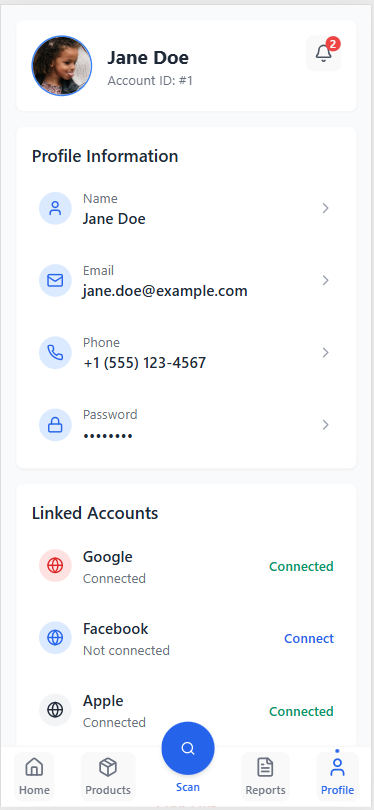 Jane Doe
Account ID: #1
2
Profile Information
Name
Jane Doe
Email
jane.doe@example.com
Phone
+1 (555) 123-4567
Password
••••••••
Linked Accounts
Google
Connected
Connected
Facebook
Not connected
Connect
Apple
Connected
Connected
Home
Products
Scan
Reports
Profile